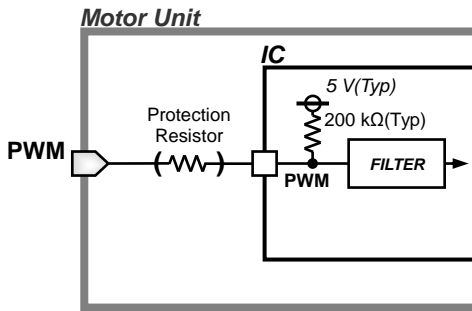 Motor Unit
IC
5 V(Typ)
200 kΩ(Typ)
Protection
Resistor
PWM
PWM
FILTER